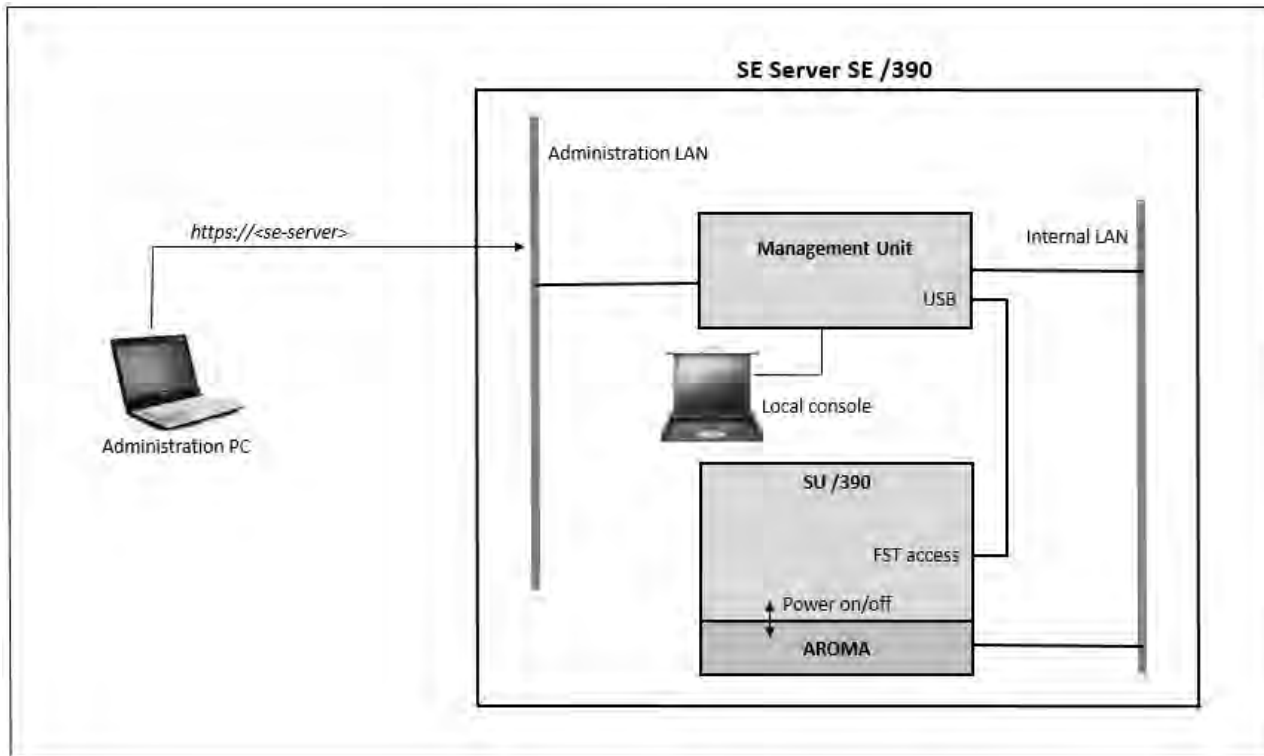 SE Server SE /390
Administration LAN
https://<se-server>
Management Unit
Internal LAN
USB
Local console
Administration PC
SU /390
FST access
Power on/off
AROMA